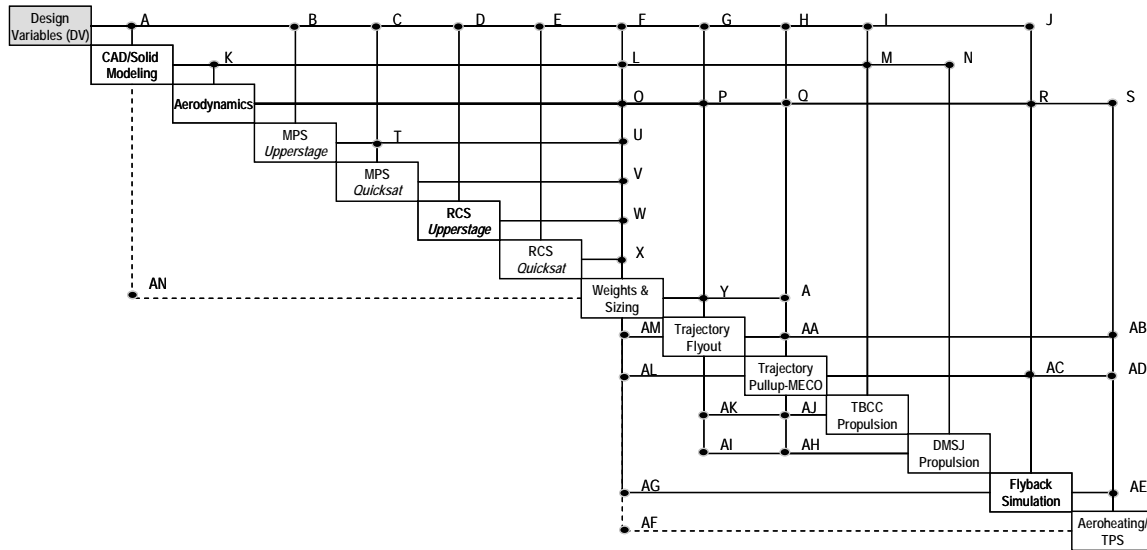 Design
Variables (DV)
A B C D E F G H I J
CAD/Solid
Modeling
K L M N
Aerodynamics
O P Q R S
MPS
Upperstage
T U
MPS
Quicksat
V
RCS
Upperstage
W
RCS
Quicksat
X
AN
Weights &
Sizing
Y A
AM
Trajectory
Flyout
AA AB
AL
Trajectory
Pullup-MECO
AC AD
AK AJ
TBCC
Propulsion
AI AH
DMSJ
Propulsion
AG
Flyback
Simulation
AE
AF
Aeroheating/
TPS